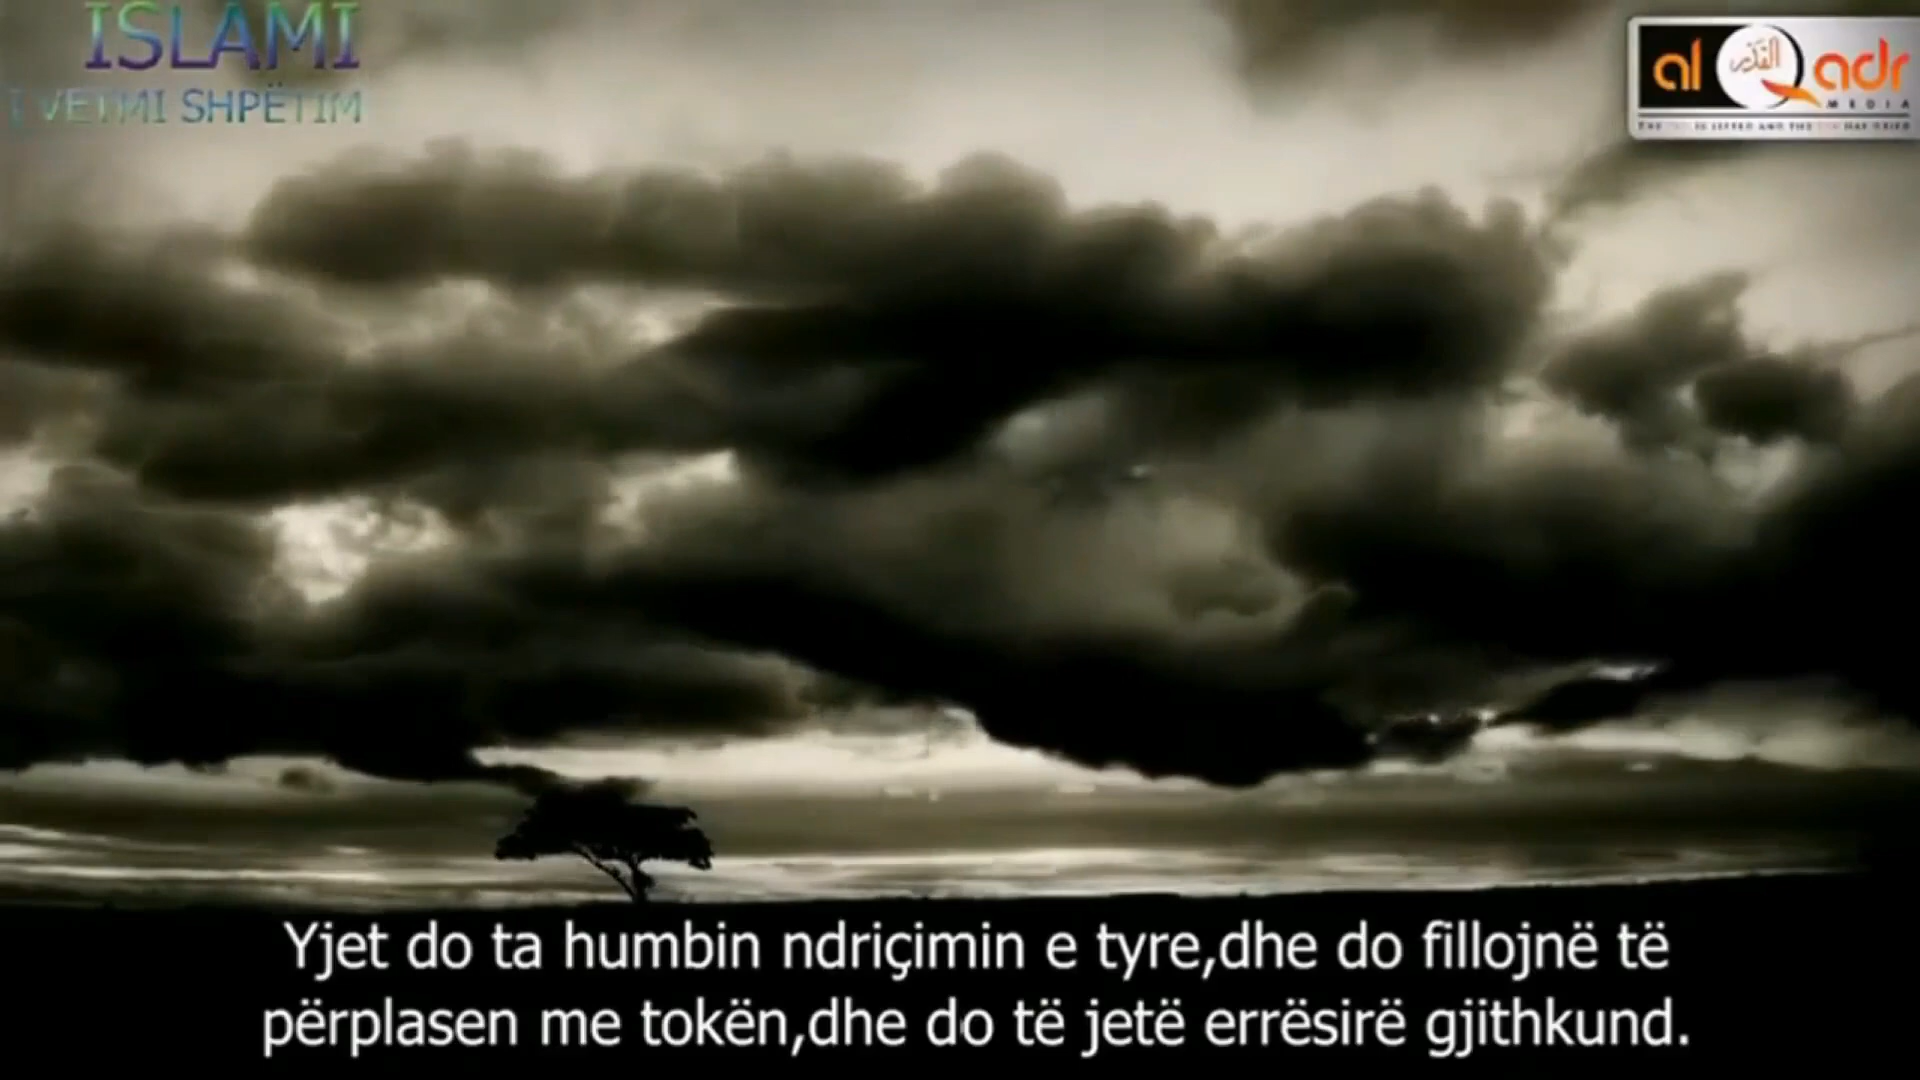 ISLAMI
I VETMI SHPËTIM
al Qadr
القدر
MEDIA
Yjet do ta humbin ndriçimin e tyre,dhe do fillojnë të
përplasen me tokën,dhe do të jetë errësirë gjithkund.